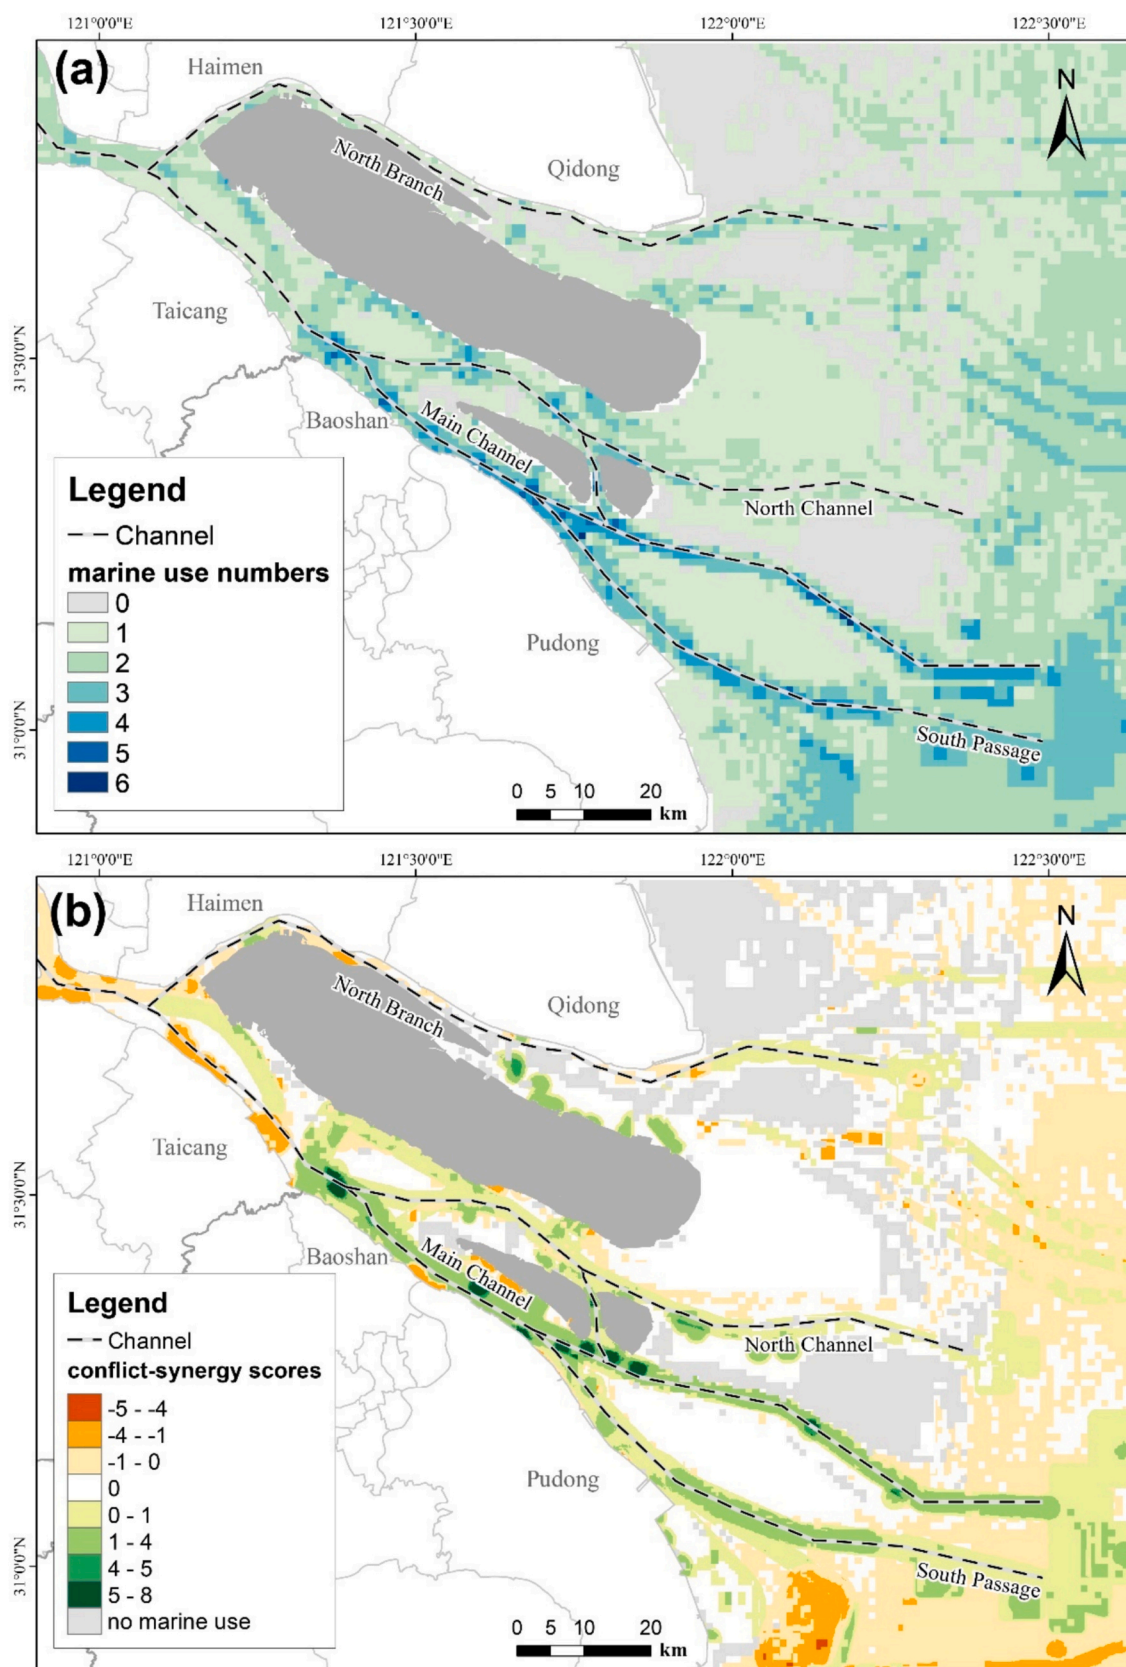 121°0'0"E 121°30'0"E 122°0'0"E 122°30'0"E
(a)
Haimen
N
North Branch
Qidong
Taicang
31°30'0"N
Baoshan
Main Channel
Legend
Channel
North Channel
marine use numbers
0
1
2
Pudong
3
4
31°0'0"N
South Passage
5
6
0 5 10 20
km
121°0'0"E 121°30'0"E 122°0'0"E 122°30'0"E
(b)
Haimen
N
North Branch
Qidong
Taicang
31°30'0"N
Baoshan
Main Channel
Legend
Channel
North Channel
conflict-synergy scores
-5 - -4
-4 - -1
-1 - 0
Pudong
0
0 - 1
1 - 4
31°0'0"N
4 - 5
South Passage
5 - 8
no marine use
0 5 10 20
km